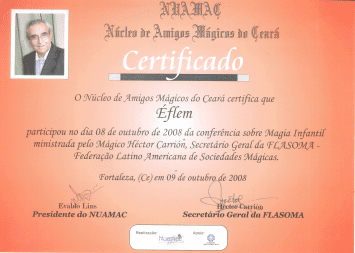 NUAMAC
Núcleo de Amigos Mágicos do Ceará
Certificado
O Núcleo de Amigos Mágicos do Ceará certifica que
Éflem
participou no dia 08 de outubro de 2008 da conferência sobre Magia Infantil
ministrada pelo Mágico Héctor Carrión, Secretário Geral da FLASOMA -
Federação Latino Americana de Sociedades Mágicas.
Fortaleza, (Ce) em 09 de outubro de 2008
Evaldo Lins
Presidente do NUAMAC
Héctor Carrión
Secretário Geral da FLASOMA
Realização:
Apoio: